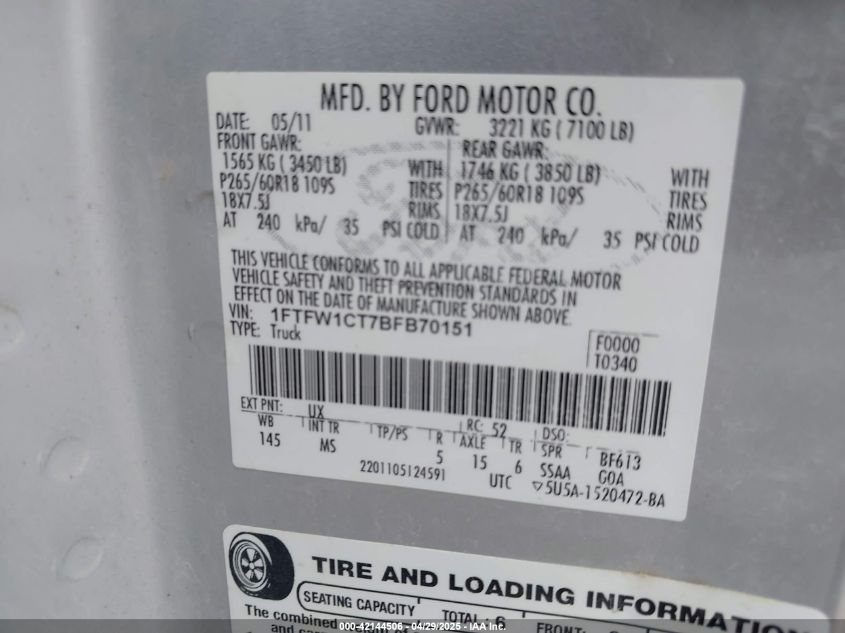 MFD. BY FORD MOTOR CO.
DATE: 05/11 GVWR: 3221 KG ( 7100 LB)
FRONT GAWR: REAR GAWR:
1565 KG ( 3450 LB) WITH 1746 KG ( 3850 LB) WITH
P265/60R18 109S TIRES P265/60R18 109S TIRES
18X7.5J RIMS 18X7.5J RIMS
AT 240 kPa/ 35 PSI COLD AT 240 kPa/ 35 PSI COLD
THIS VEHICLE CONFORMS TO ALL APPLICABLE FEDERAL MOTOR
VEHICLE SAFETY AND THEFT PREVENTION STANDARDS IN
EFFECT ON THE DATE OF MANUFACTURE SHOWN ABOVE.
VIN: 1FTFW1CT7BFB70151
TYPE: Truck
F0000
T0340
EXT PNT: UX RC: 52 DSO:
WB INT TR TP/PS R AXLE TR SPR BF613
145 MS 5 15 6 SSAA GOA
2201105124591 UTC ▽5U5A-1520472-BA
TIRE AND LOADING INFORMATION
SEATING CAPACITY TOTAL: 6 FRONT:
The combined
000-42144506 - 04/29/2025 - IAA Inc.